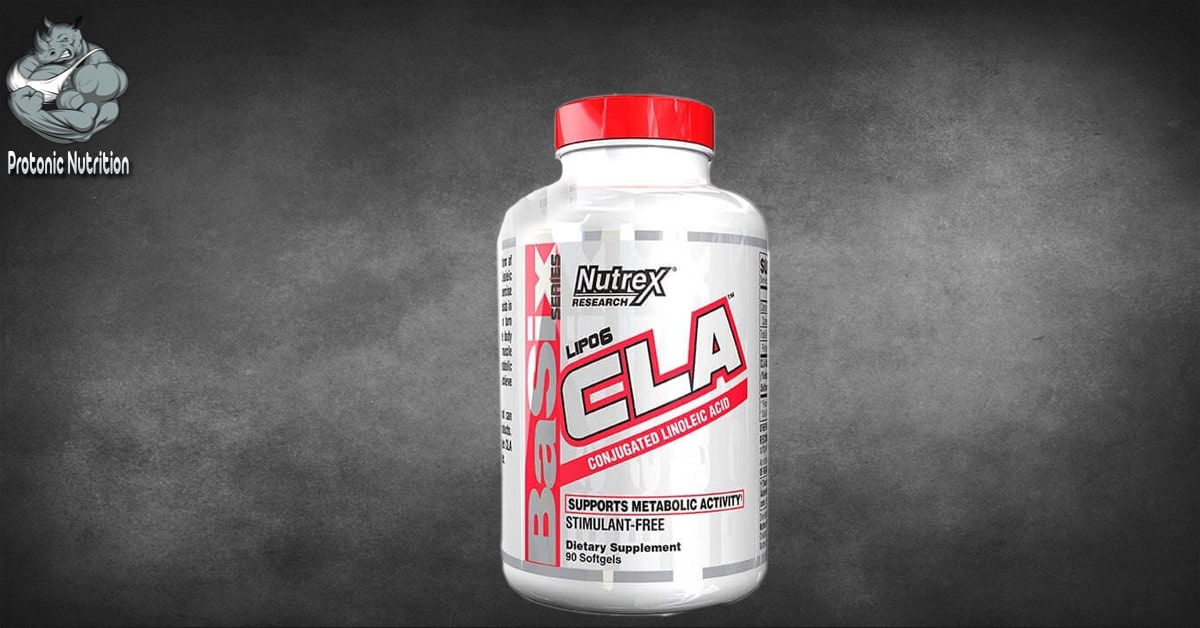 Protonic Nutrition
BaSix
SERIES
Nutrex®
RESEARCH
LIPO6
CLA™
CONJUGATED LINOLEIC ACID
SUPPORTS METABOLIC ACTIVITY†
STIMULANT-FREE
Dietary Supplement
90 Softgels